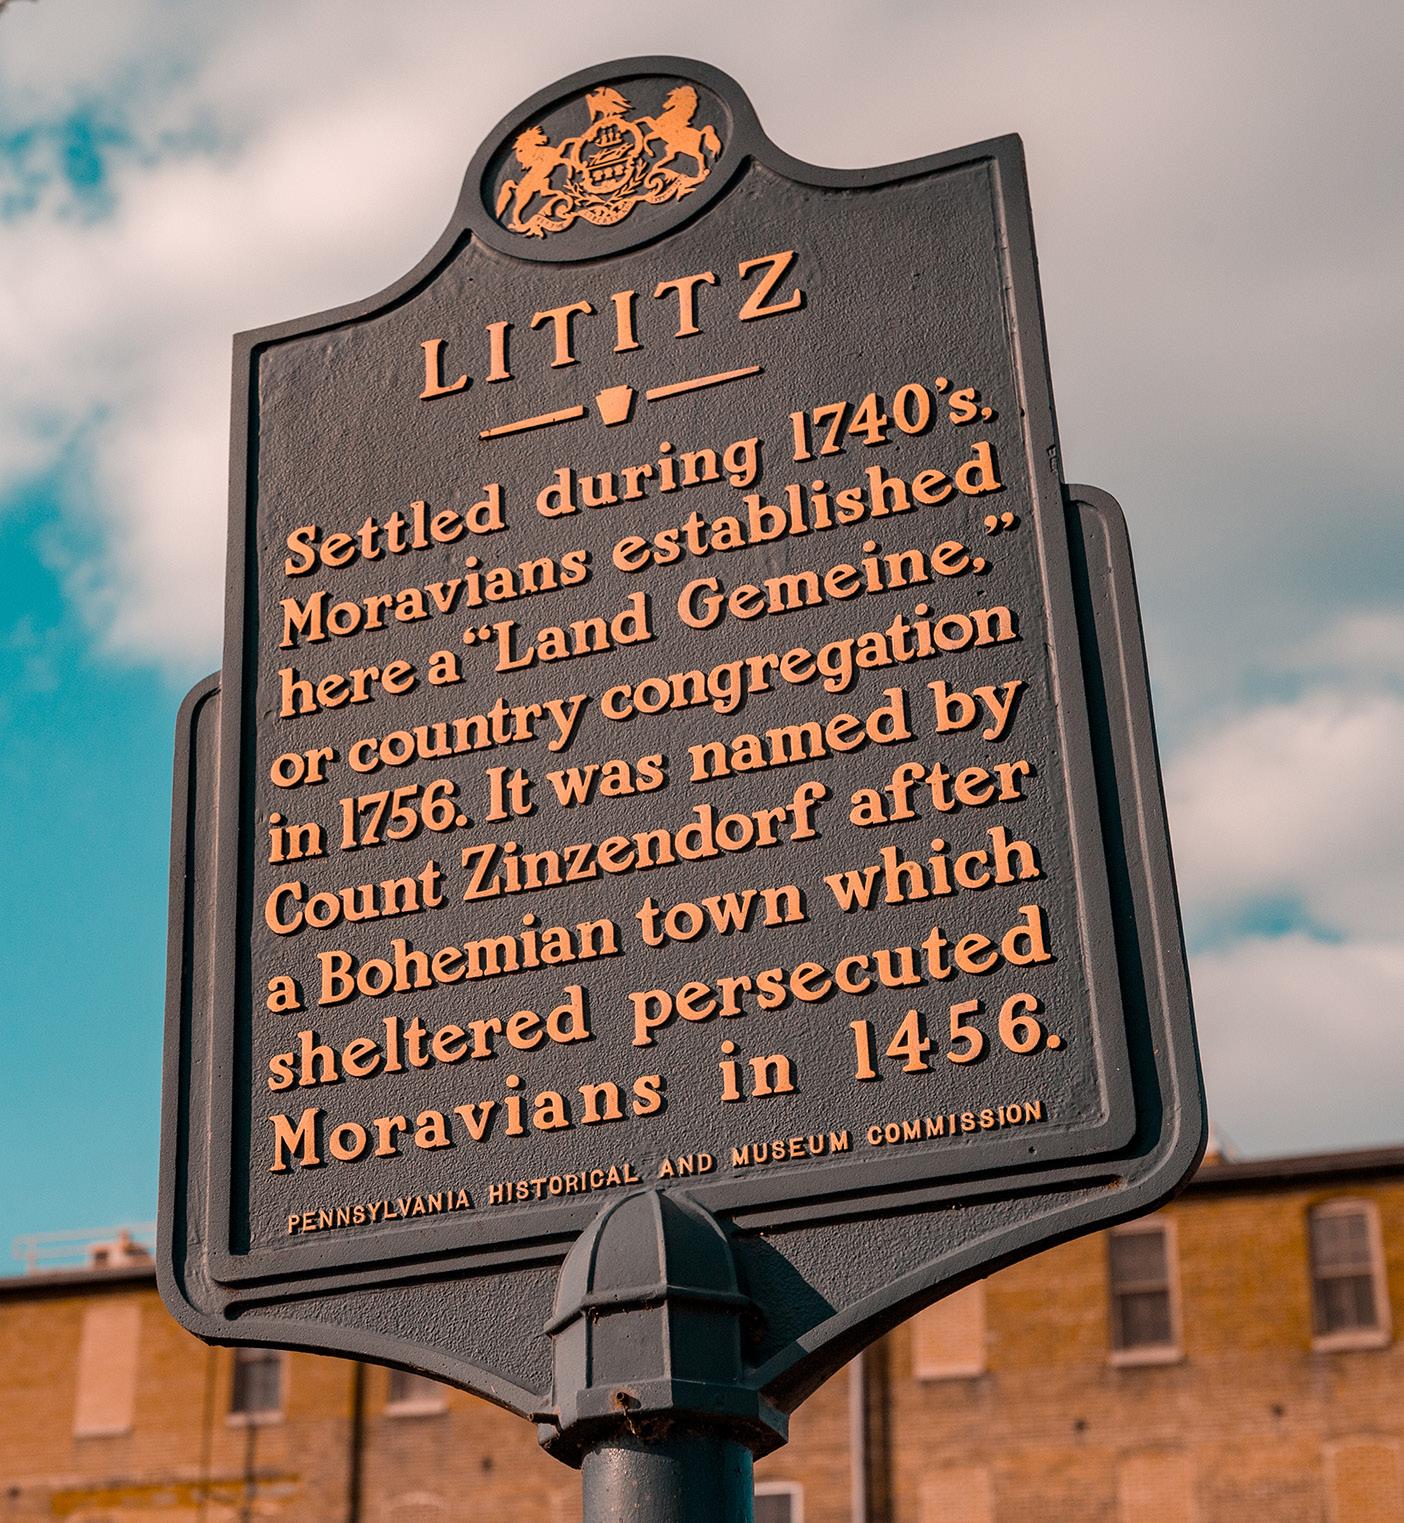 LITITZ
Settled during 1740's.
Moravians established
here a “Land Gemeine,”
or country congregation
in 1756. It was named by
Count Zinzendorf after
a Bohemian town which
sheltered persecuted
Moravians in 1456.
PENNSYLVANIA HISTORICAL AND MUSEUM COMMISSION